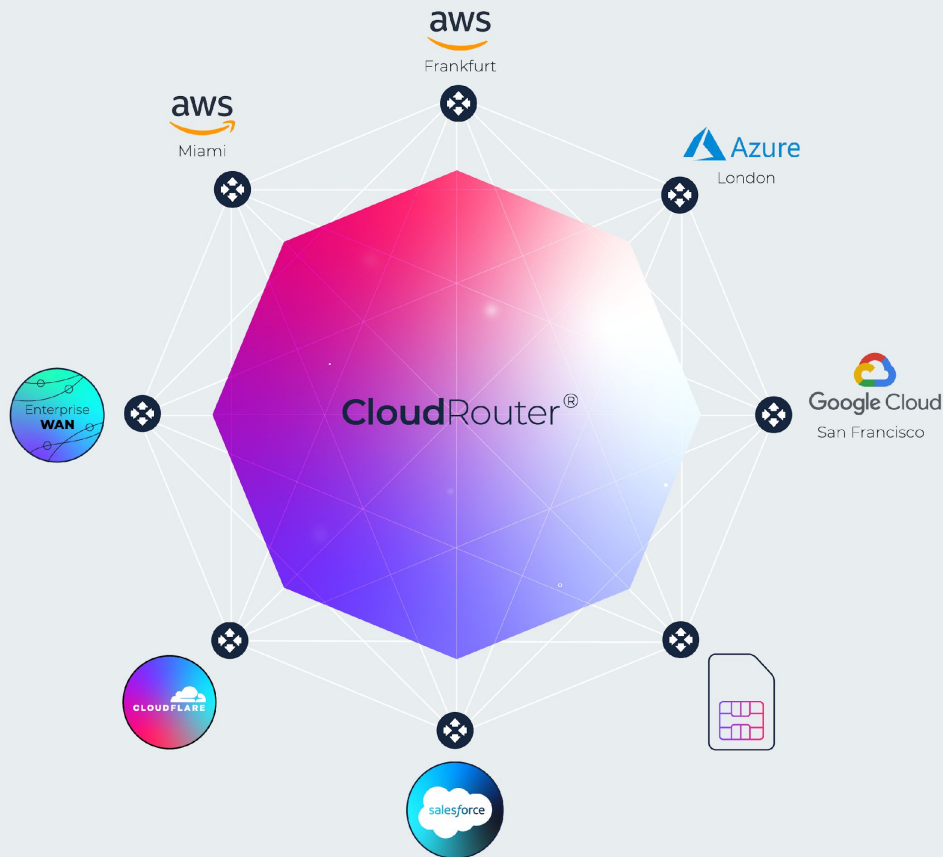 aws
Frankfurt
aws
Miami
Azure
London
Enterprise
WAN
CloudRouter®
Google Cloud
San Francisco
CLOUDFLARE
salesforce